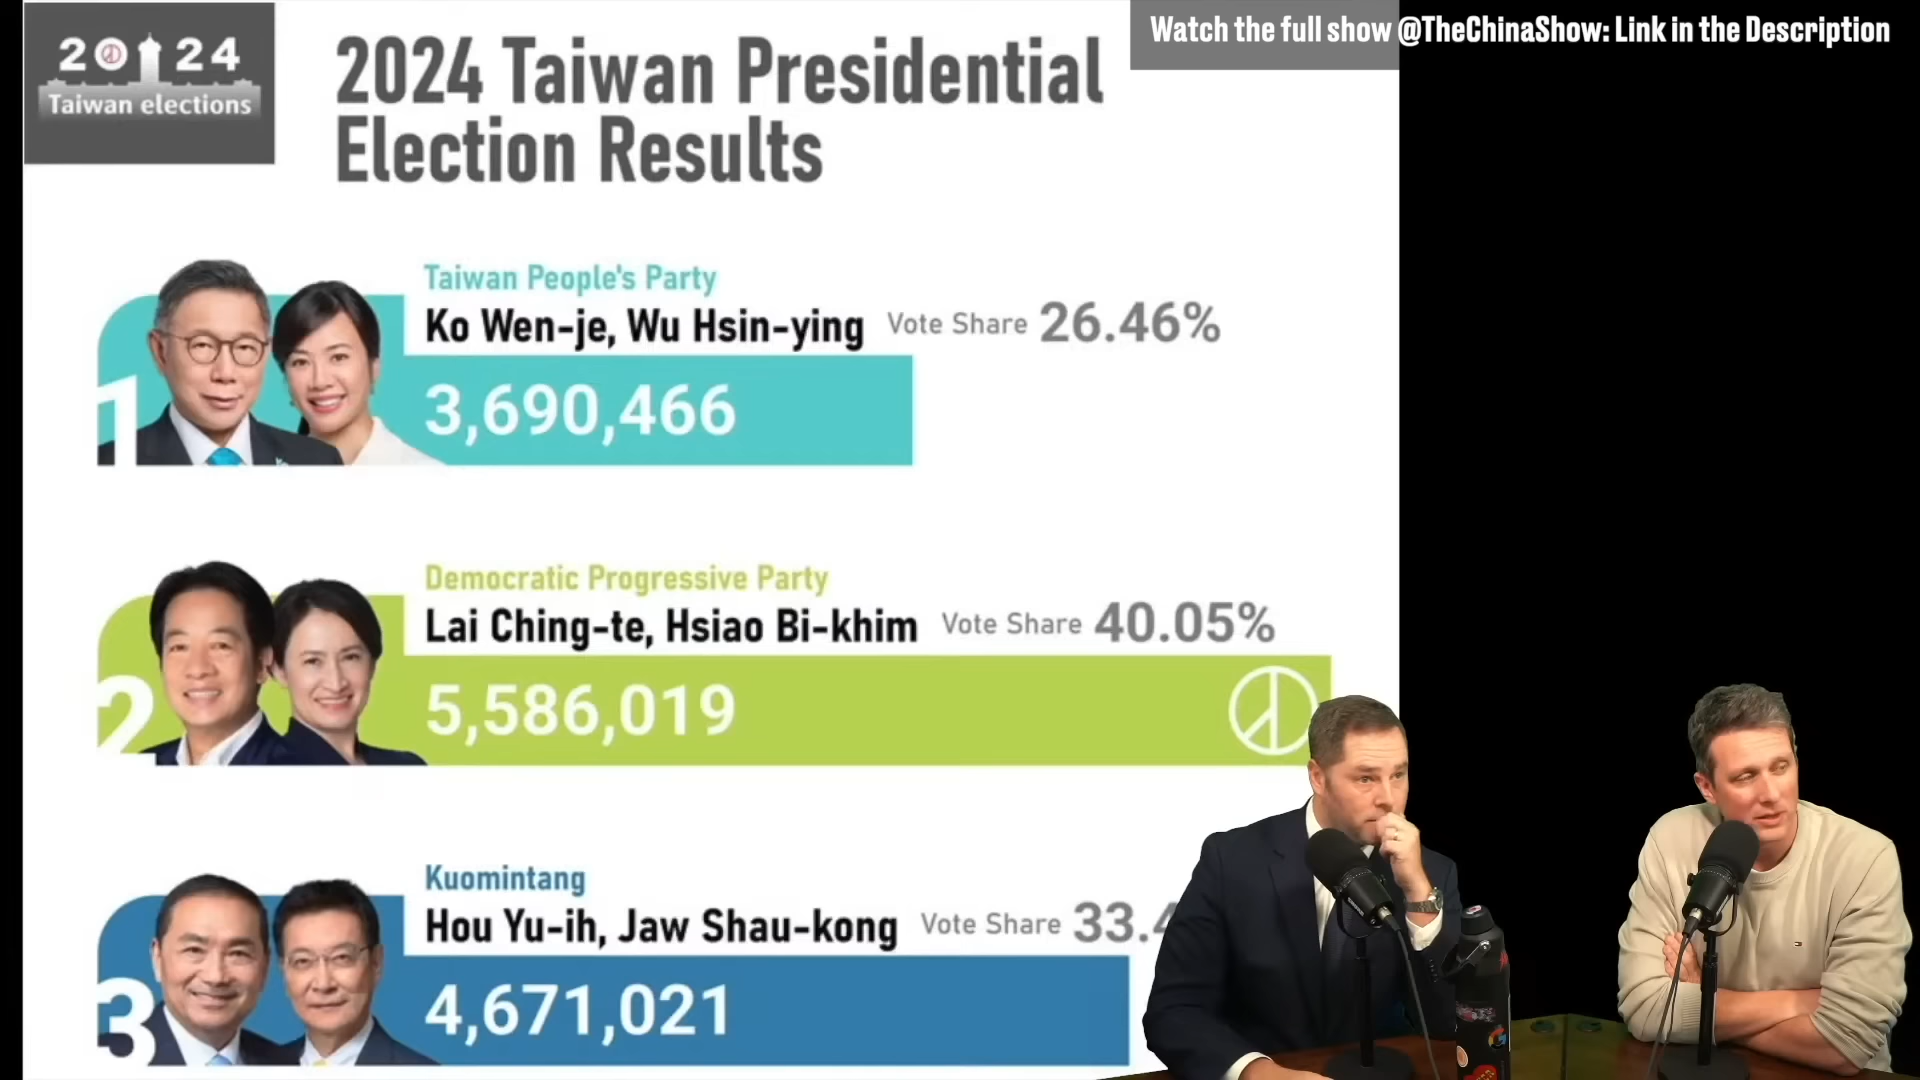 Watch the full show @TheChinaShow: Link in the Description
2024
Taiwan elections
2024 Taiwan Presidential
Election Results
1
Taiwan People's Party
Ko Wen-je, Wu Hsin-ying Vote Share 26.46%
3,690,466
2
Democratic Progressive Party
Lai Ching-te, Hsiao Bi-khim Vote Share 40.05%
5,586,019
3
Kuomintang
Hou Yu-ih, Jaw Shau-kong Vote Share 33.4
4,671,021